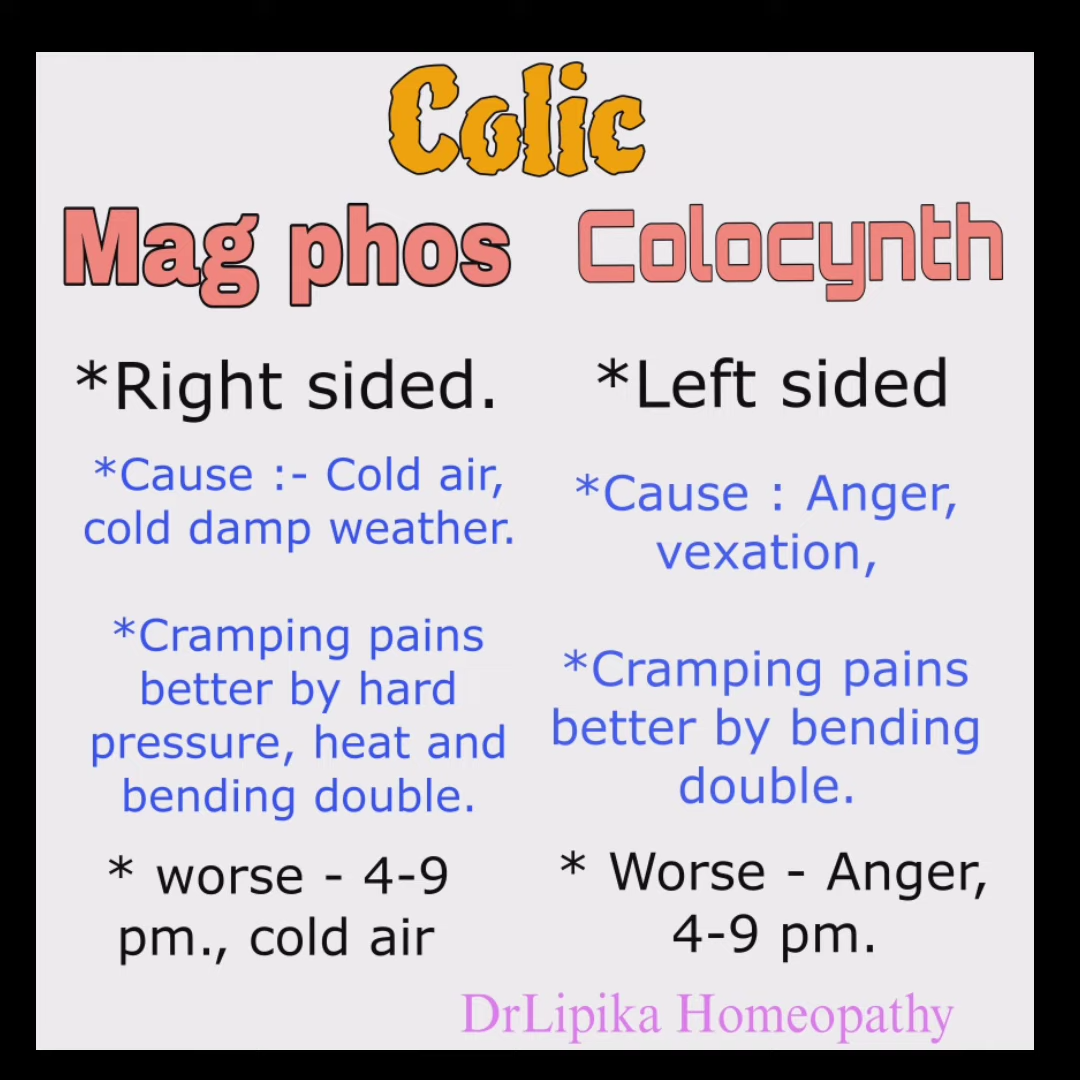 Colic
Mag phos
*Right sided.
*Cause :- Cold air,
cold damp weather.
*Cramping pains
better by hard
pressure, heat and
bending double.
* worse - 4-9
pm., cold air
Colocynth
*Left sided
*Cause : Anger,
vexation,
*Cramping pains
better by bending
double.
* Worse - Anger,
4-9 pm.
DrLipika Homeopathy